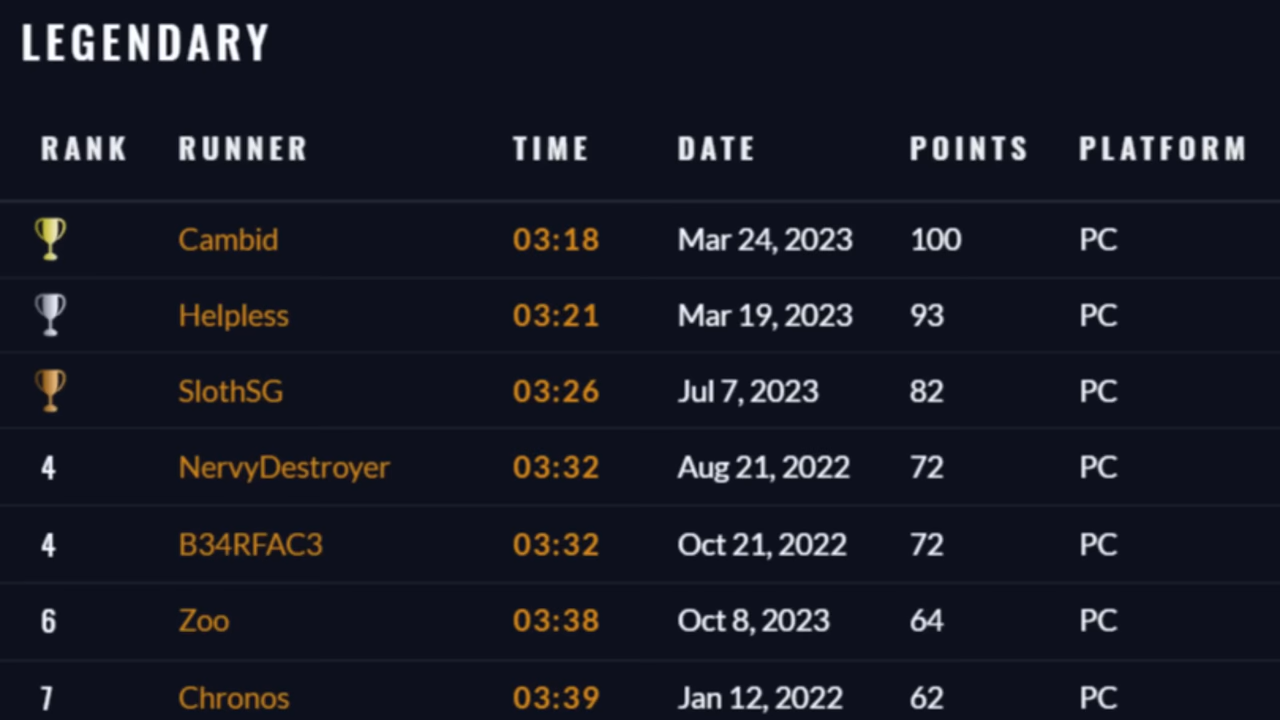 LEGENDARY
RANK RUNNER TIME DATE POINTS PLATFORM
Cambid 03:18 Mar 24, 2023 100 PC
Helpless 03:21 Mar 19, 2023 93 PC
SlothSG 03:26 Jul 7, 2023 82 PC
4 NervyDestroyer 03:32 Aug 21, 2022 72 PC
4 B34RFAC3 03:32 Oct 21, 2022 72 PC
6 Zoo 03:38 Oct 8, 2023 64 PC
7 Chronos 03:39 Jan 12, 2022 62 PC